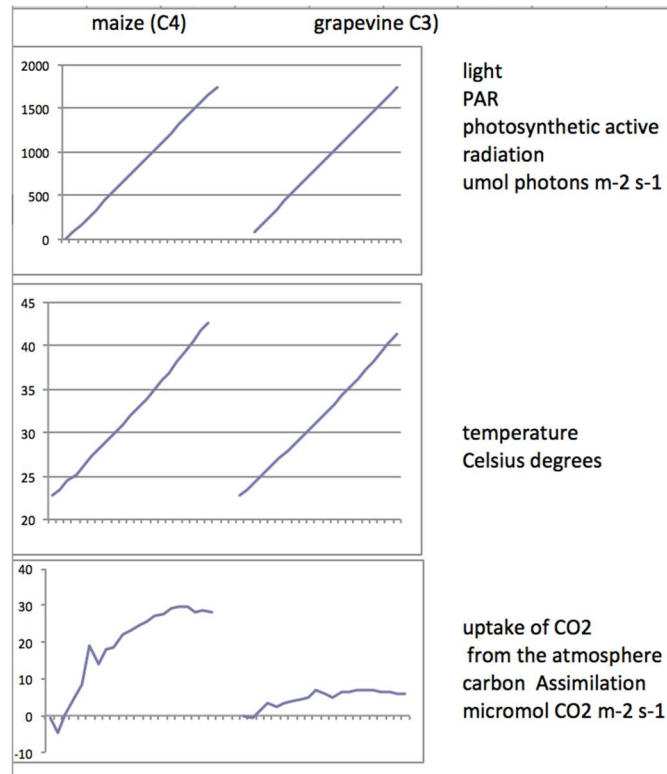 maize (C4) grapevine C3)
2000
1500
1000
500
0
light
PAR
photosynthetic active
radiation
umol photons m-2 s-1
45
40
35
30
25
20
temperature
Celsius degrees
40
30
20
10
0
-10
uptake of CO2
from the atmosphere
carbon Assimilation
micromol CO2 m-2 s-1